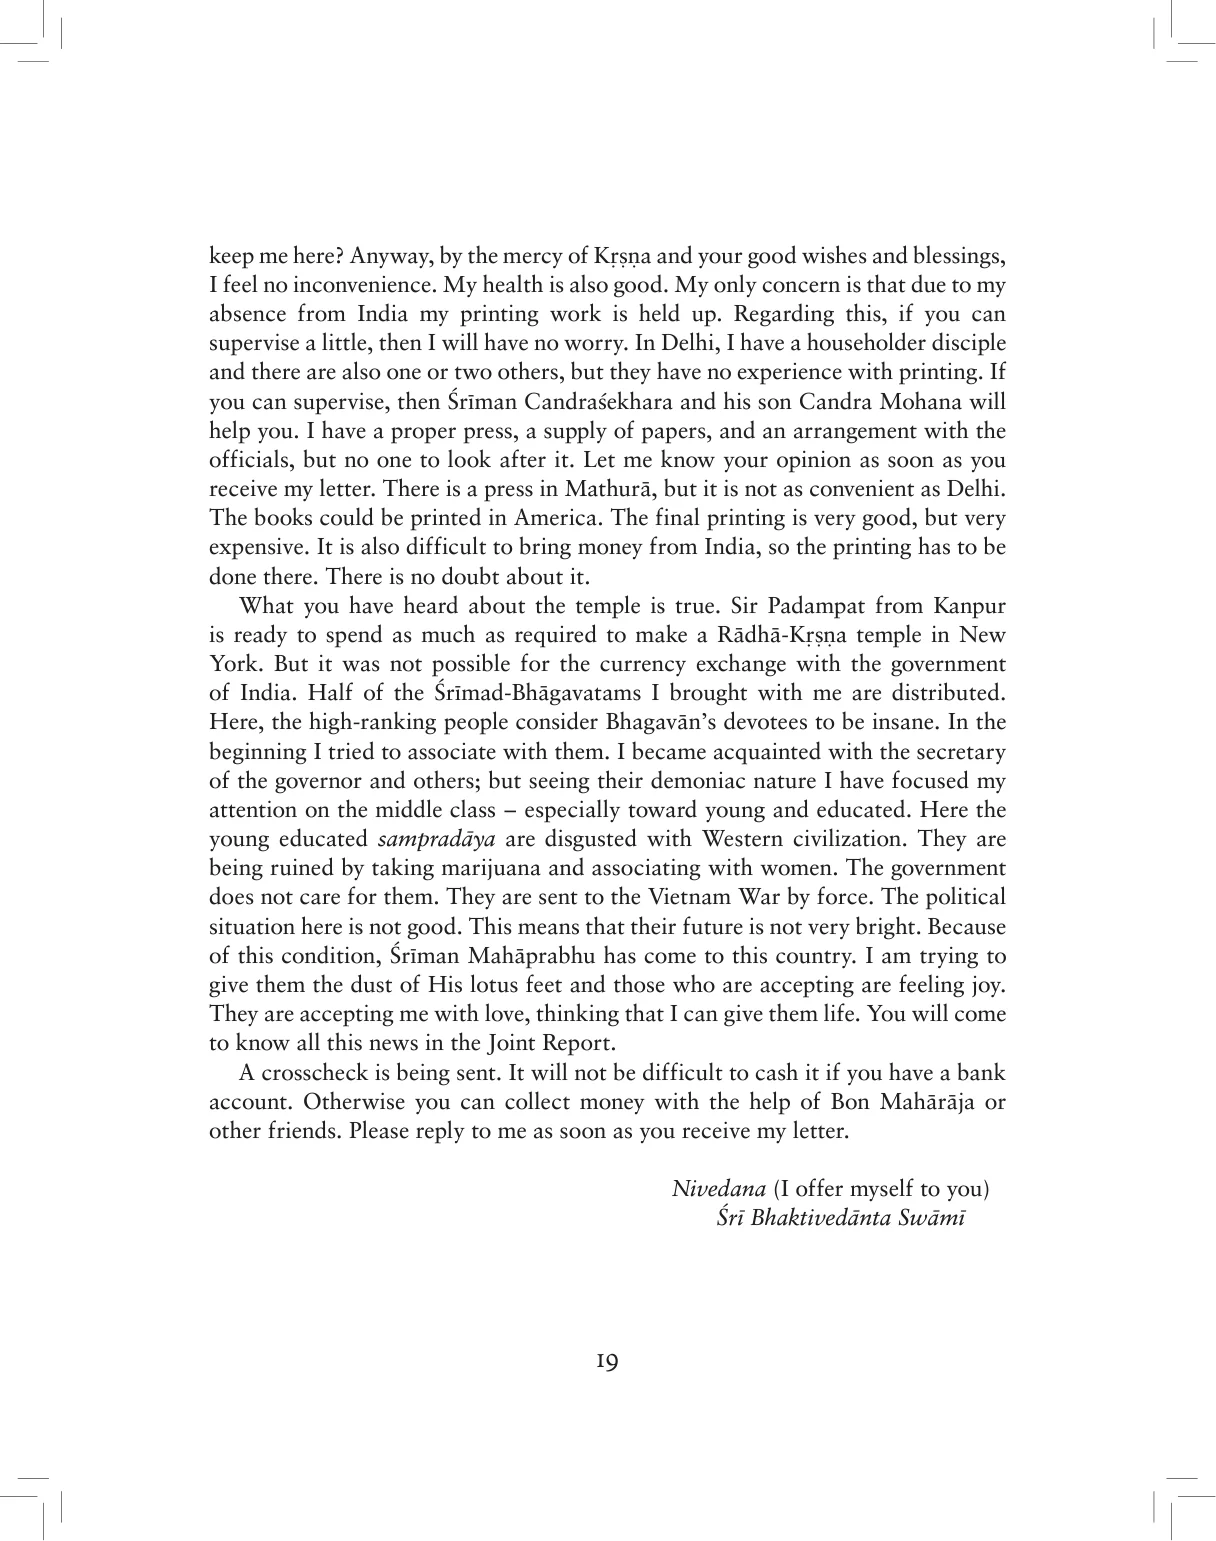 keep me here? Anyway, by the mercy of Kṛṣṇa and your good wishes and blessings,
I feel no inconvenience. My health is also good. My only concern is that due to my
absence from India my printing work is held up. Regarding this, if you can
supervise a little, then I will have no worry. In Delhi, I have a householder disciple
and there are also one or two others, but they have no experience with printing. If
you can supervise, then Śrīman Candraśekhara and his son Candra Mohana will
help you. I have a proper press, a supply of papers, and an arrangement with the
officials, but no one to look after it. Let me know your opinion as soon as you
receive my letter. There is a press in Mathurā, but it is not as convenient as Delhi.
The books could be printed in America. The final printing is very good, but very
expensive. It is also difficult to bring money from India, so the printing has to be
done there. There is no doubt about it.
What you have heard about the temple is true. Sir Padampat from Kanpur
is ready to spend as much as required to make a Rādhā-Kṛṣṇa temple in New
York. But it was not possible for the currency exchange with the government
of India. Half of the Śrīmad-Bhāgavatams I brought with me are distributed.
Here, the high-ranking people consider Bhagavān’s devotees to be insane. In the
beginning I tried to associate with them. I became acquainted with the secretary
of the governor and others; but seeing their demoniac nature I have focused my
attention on the middle class – especially toward young and educated. Here the
young educated sampradāya are disgusted with Western civilization. They are
being ruined by taking marijuana and associating with women. The government
does not care for them. They are sent to the Vietnam War by force. The political
situation here is not good. This means that their future is not very bright. Because
of this condition, Śrīman Mahāprabhu has come to this country. I am trying to
give them the dust of His lotus feet and those who are accepting are feeling joy.
They are accepting me with love, thinking that I can give them life. You will come
to know all this news in the Joint Report.
A crosscheck is being sent. It will not be difficult to cash it if you have a bank
account. Otherwise you can collect money with the help of Bon Mahārāja or
other friends. Please reply to me as soon as you receive my letter.
Nivedana (I offer myself to you)
Śrī Bhaktivedānta Swāmī
19